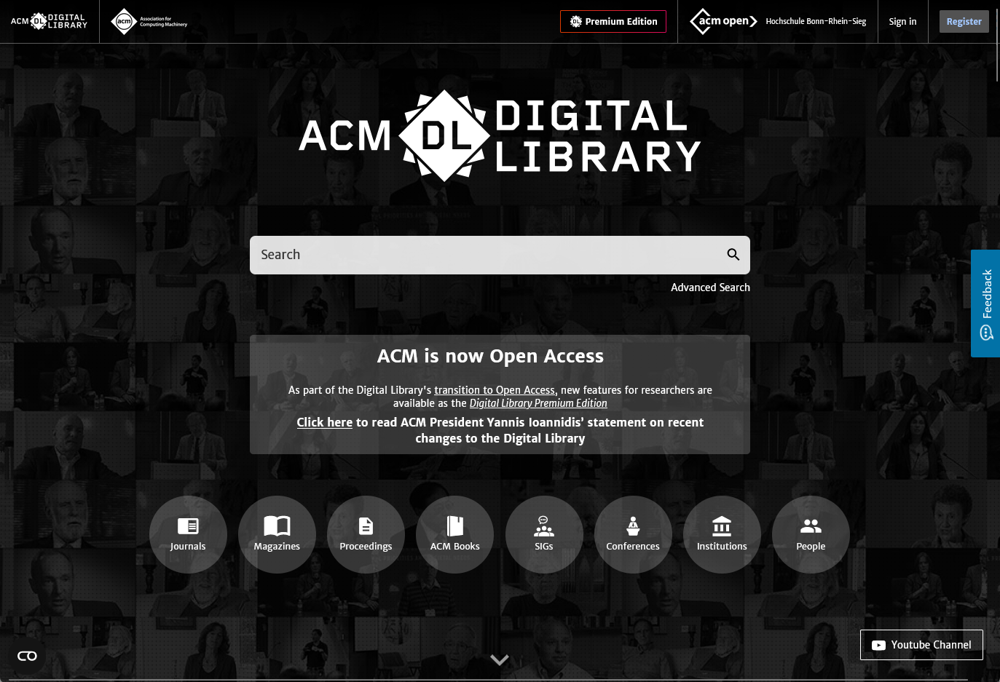 ACM DL DIGITAL LIBRARY
acm Association for Computing Machinery
DL Premium Edition
acm open
Hochschule Bonn-Rhein-Sieg
Sign in
Register
ACM DL DIGITAL
LIBRARY
Search
Advanced Search
Feedback
ACM is now Open Access
As part of the Digital Library's transition to Open Access, new features for researchers are
available as the Digital Library Premium Edition
Click here to read ACM President Yannis Ioannidis' statement on recent
changes to the Digital Library
Journals
Magazines
Proceedings
ACM Books
SIGs
Conferences
Institutions
People
Youtube Channel